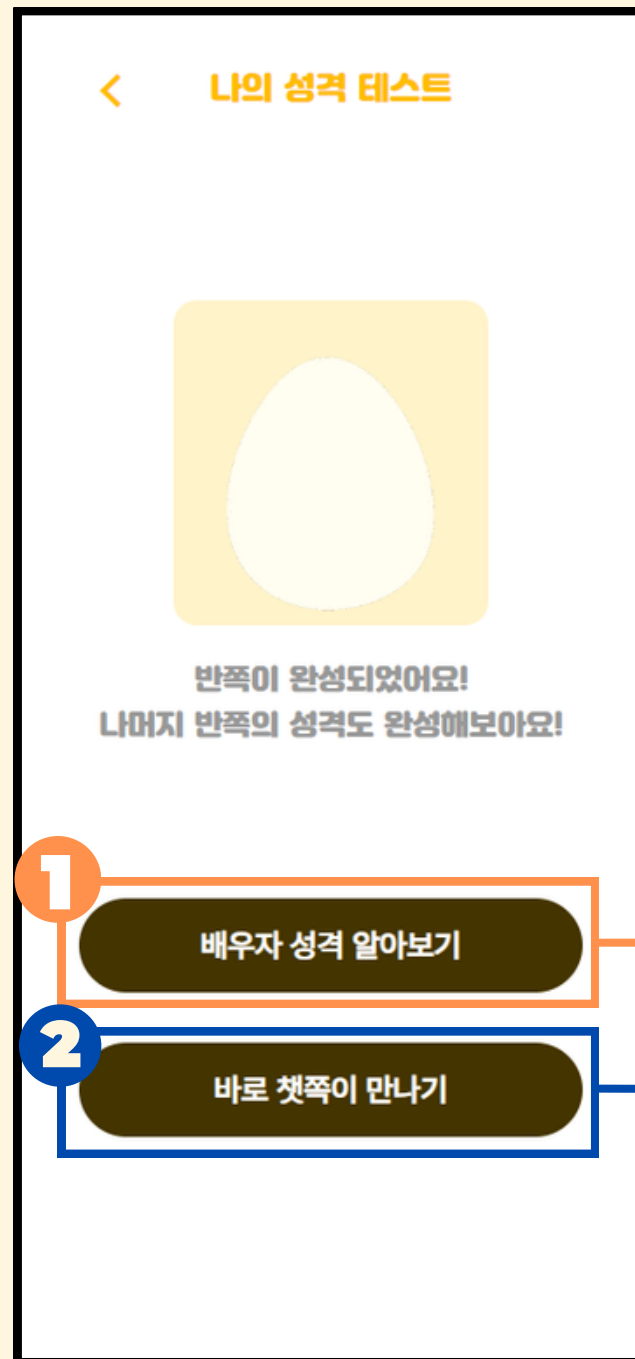 나의 성격 테스트
반쪽이 완성되었어요!
나머지 반쪽의 성격도 완성해보아요!
1
배우자 성격 알아보기
2
바로 챗쪽이 만나기